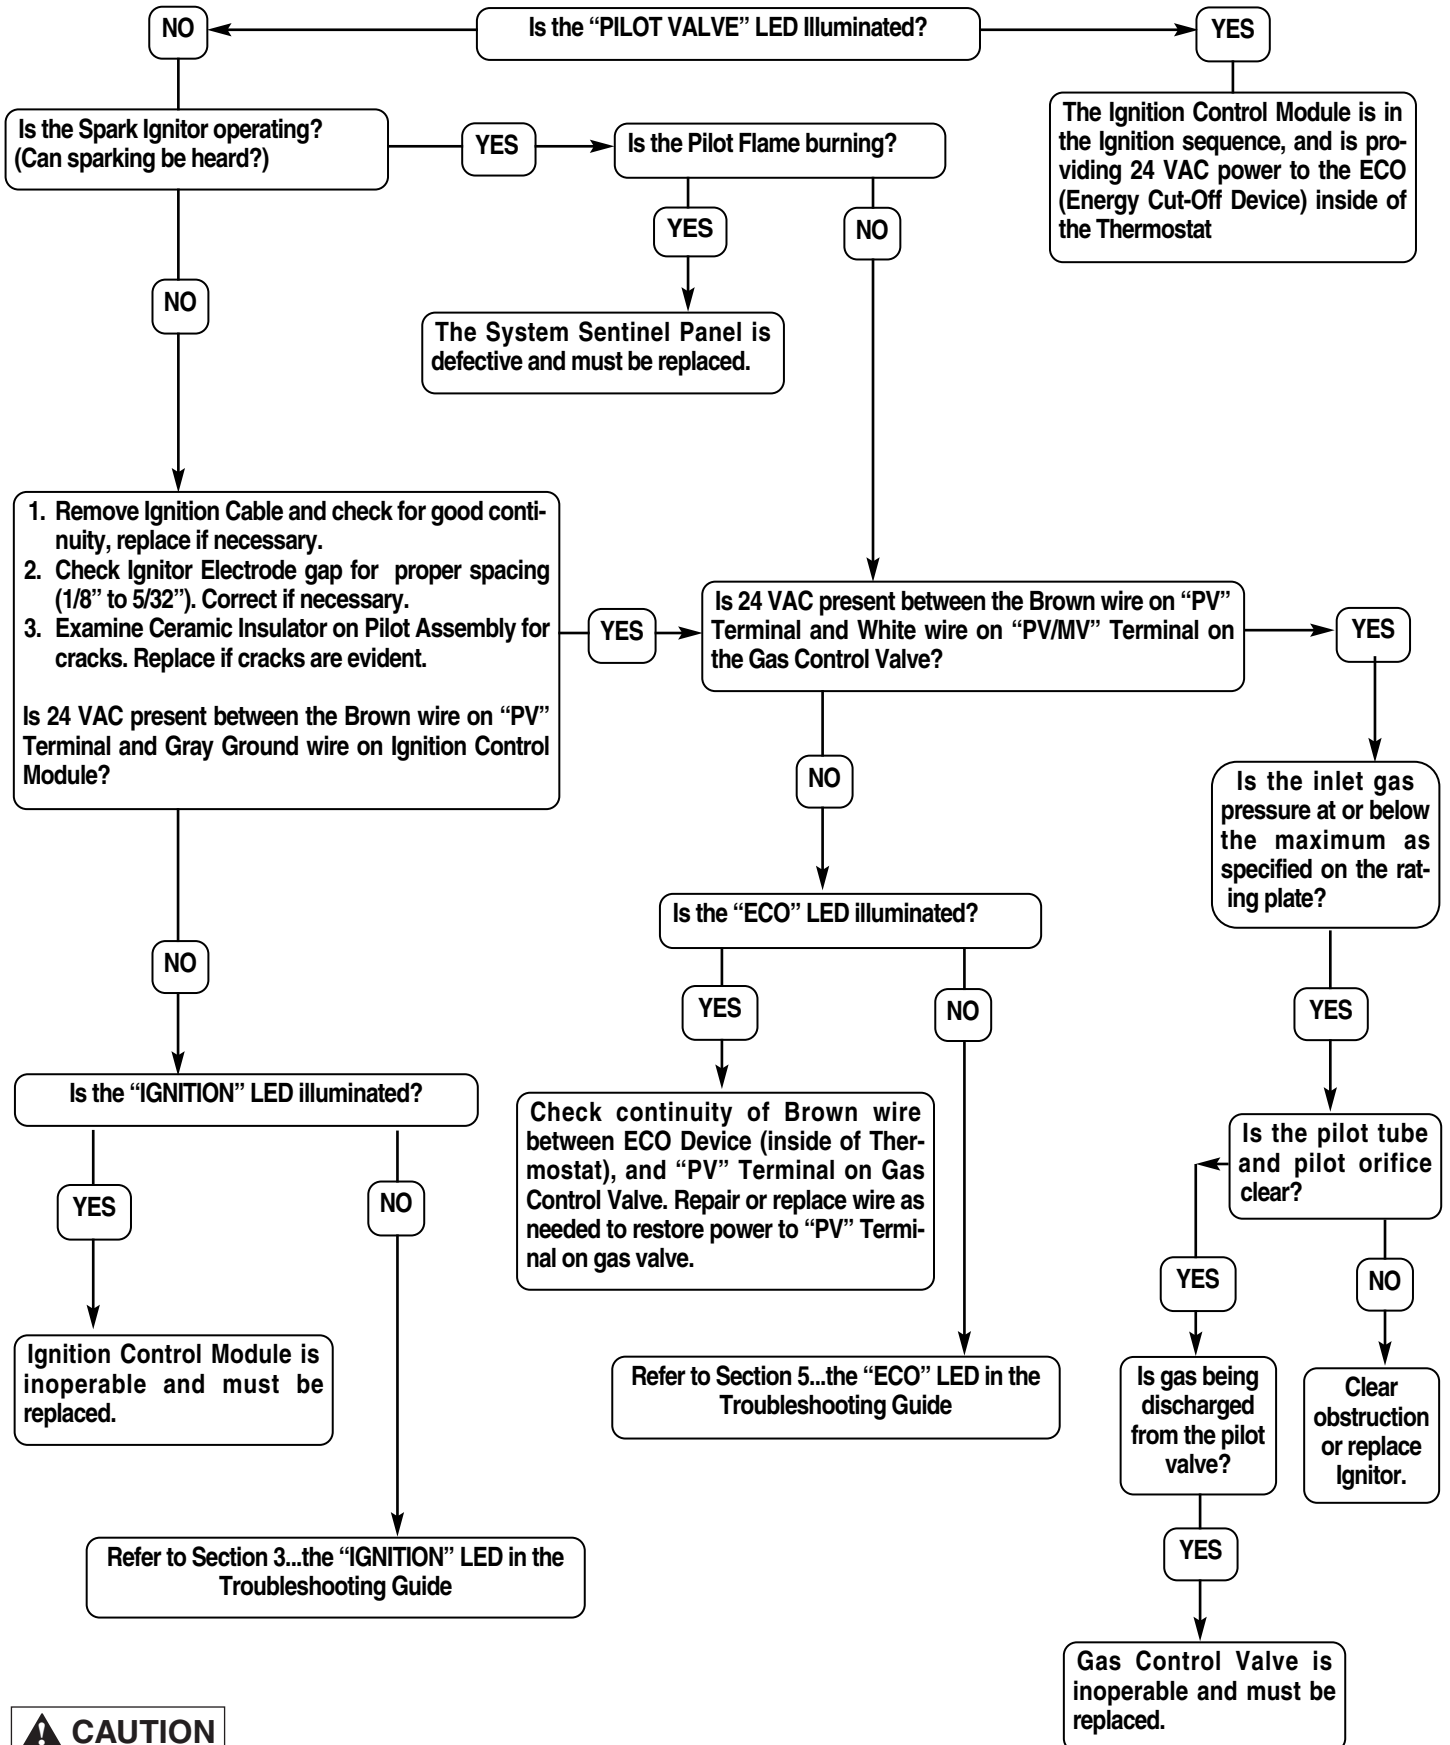 Is the “PILOT VALVE” LED Illuminated?
NO
YES
The Ignition Control Module is in
the Ignition sequence, and is pro-
viding 24 VAC power to the ECO
(Energy Cut-Off Device) inside of
the Thermostat
Is the Spark Ignitor operating?
(Can sparking be heard?)
YES
Is the Pilot Flame burning?
YES
NO
NO
The System Sentinel Panel is
defective and must be replaced.
1. Remove Ignition Cable and check for good conti-
nuity, replace if necessary.
2. Check Ignitor Electrode gap for proper spacing
(1/8” to 5/32”). Correct if necessary.
3. Examine Ceramic Insulator on Pilot Assembly for
cracks. Replace if cracks are evident.
Is 24 VAC present between the Brown wire on “PV”
Terminal and Gray Ground wire on Ignition Control
Module?
YES
Is 24 VAC present between the Brown wire on “PV”
Terminal and White wire on “PV/MV” Terminal on
the Gas Control Valve?
YES
NO
Is the inlet gas
pressure at or below
the maximum as
specified on the rat-
ing plate?
Is the “ECO” LED illuminated?
NO
YES
NO
YES
Is the “IGNITION” LED illuminated?
Check continuity of Brown wire
between ECO Device (inside of Ther-
mostat), and “PV” Terminal on Gas
Control Valve. Repair or replace wire as
needed to restore power to “PV” Termi-
nal on gas valve.
Is the pilot tube
and pilot orifice
clear?
YES
NO
YES
NO
Ignition Control Module is
inoperable and must be
replaced.
Refer to Section 5...the “ECO” LED in the
Troubleshooting Guide
Is gas being
discharged
from the pilot
valve?
Clear
obstruction
or replace
Ignitor.
Refer to Section 3...the “IGNITION” LED in the
Troubleshooting Guide
YES
Gas Control Valve is
inoperable and must be
replaced.
CAUTION